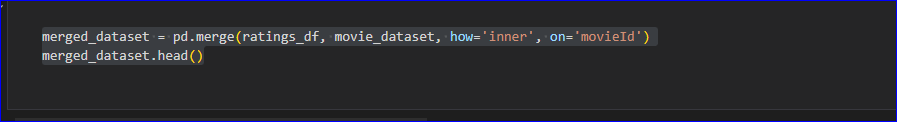 merged_dataset = pd.merge(ratings_df, movie_dataset, how='inner', on='movieId')
merged_dataset.head()